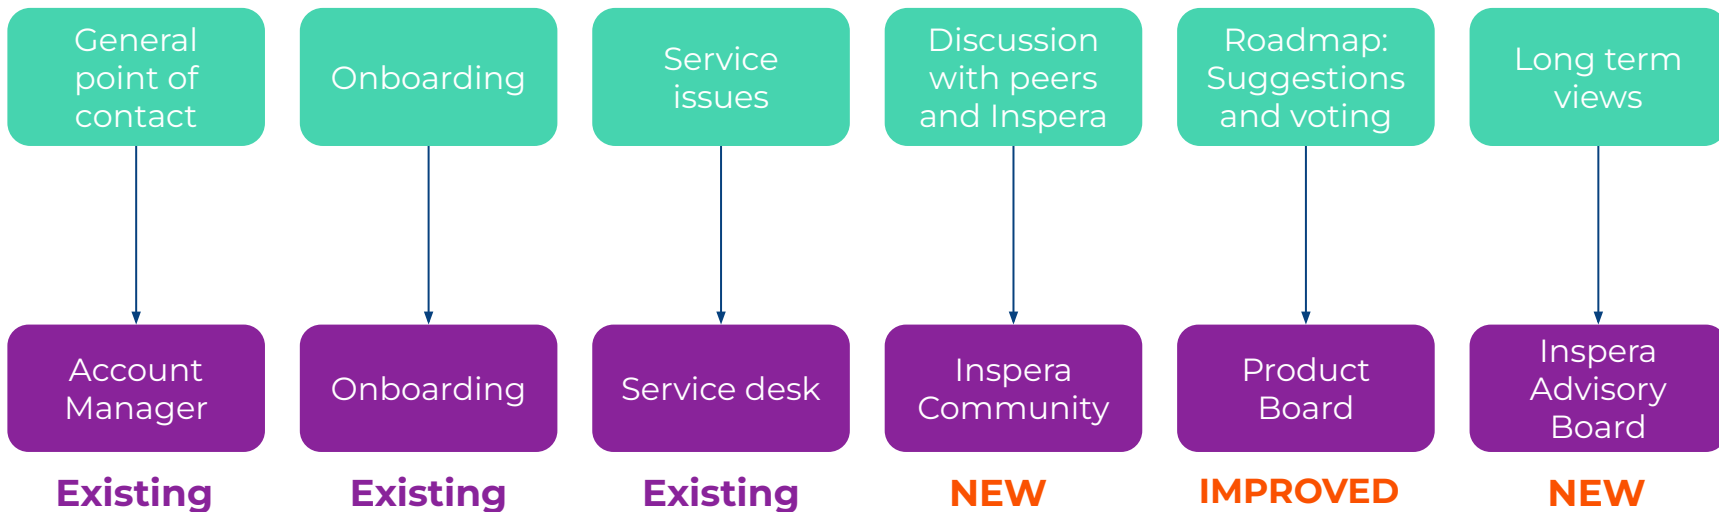 General
point of
contact
Onboarding
Service
issues
Discussion
with peers
and Inspera
Roadmap:
Suggestions
and voting
Long term
views
Account
Manager
Onboarding
Service desk
Inspera
Community
Product
Board
Inspera
Advisory
Board
Existing
Existing
Existing
NEW
IMPROVED
NEW